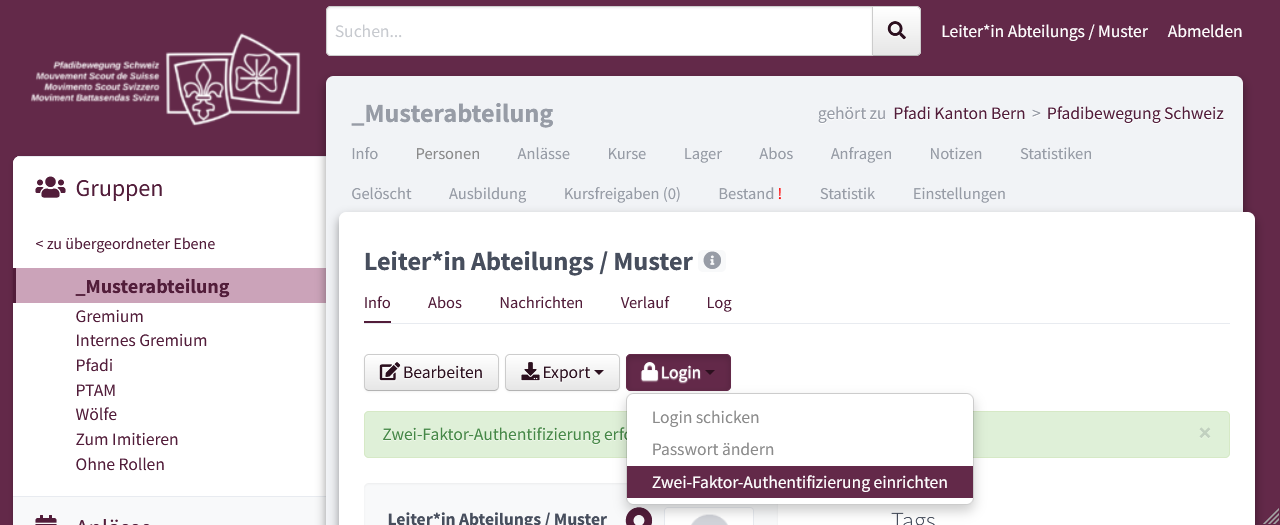 Pfadibewegung Schweiz
Mouvement Scout de Suisse
Movimento Scout Svizzero
Moviment Battasendas Svizra
Suchen...
Leiter*in Abteilungs / Muster
Abmelden
_Musterabteilung
gehört zu Pfadi Kanton Bern > Pfadibewegung Schweiz
Info Personen Anlässe Kurse Lager Abos Anfragen Notizen Statistiken
Gelöscht Ausbildung Kursfreigaben (0) Bestand ! Statistik Einstellungen
Gruppen
< zu übergeordneter Ebene
_Musterabteilung
Gremium
Internes Gremium
Pfadi
PTAM
Wölfe
Zum Imitieren
Ohne Rollen
Anlässe
Leiter*in Abteilungs / Muster
Info Abos Nachrichten Verlauf Log
Bearbeiten Export Login
Login schicken
Passwort ändern
Zwei-Faktor-Authentifizierung einrichten
Zwei-Faktor-Authentifizierung
×
Leiter*in Abteilungs / Muster
Tags